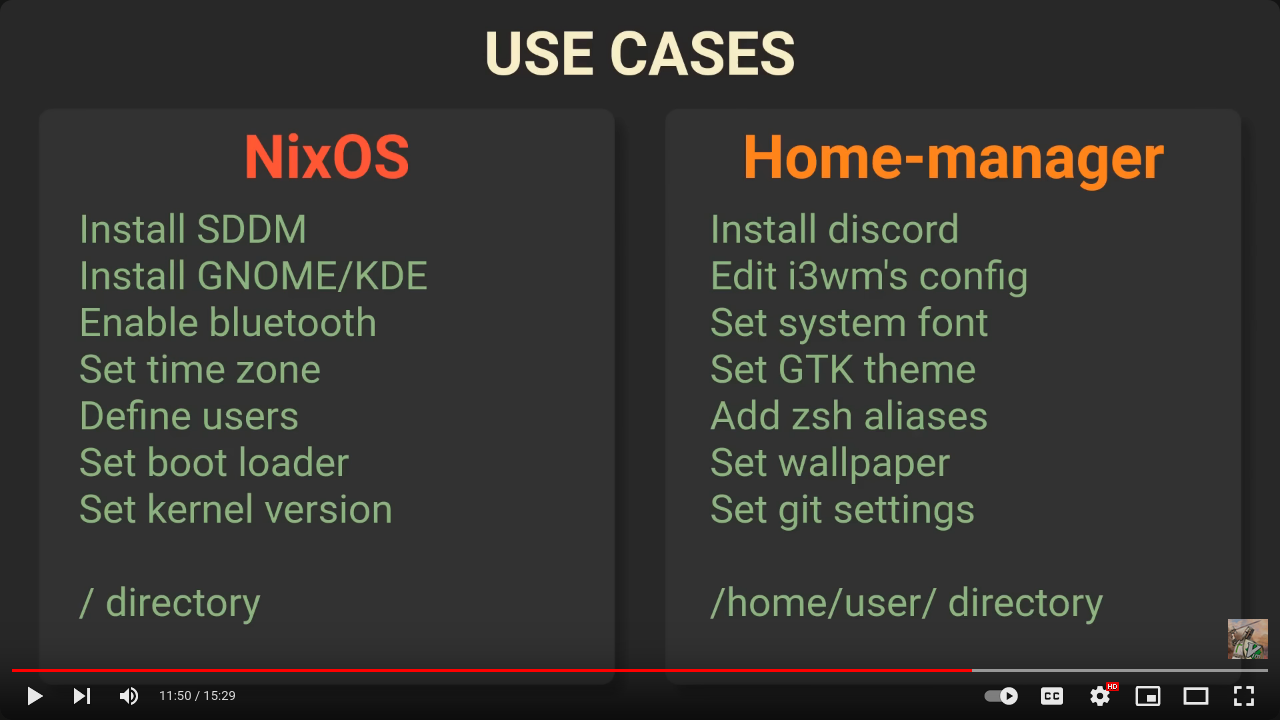 USE CASES
NixOS
Install SDDM
Install GNOME/KDE
Enable bluetooth
Set time zone
Define users
Set boot loader
Set kernel version
/ directory
Home-manager
Install discord
Edit i3wm's config
Set system font
Set GTK theme
Add zsh aliases
Set wallpaper
Set git settings
/home/user/ directory
11:50 / 15:29
CC
HD